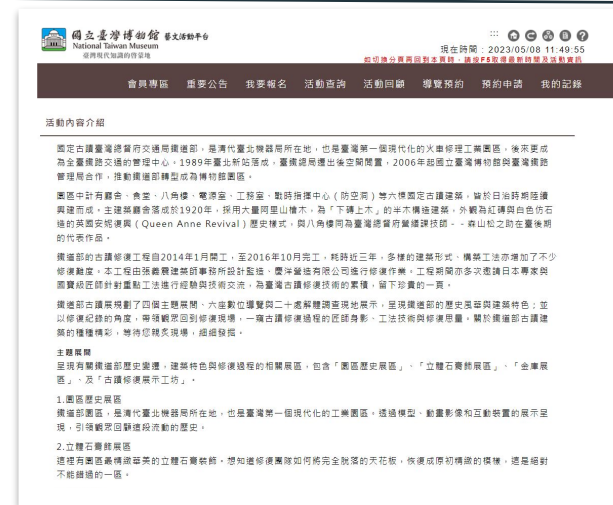 國立臺灣博物館 藝文活動平台
National Taiwan Museum
臺灣現代知識的啓蒙地
現在時間：2023/05/08 11:49:55
如切換分頁再回到本頁時，請按F5取得最新時間及活動資訊
會員專區 重要公告 我要報名 活動查詢 活動回顧 導覽預約 預約申請 我的記錄
活動內容介紹
國定古蹟臺灣總督府交通局鐵道部，是清代臺北機器局所在地，也是臺灣第一個現代化的火車修理工業園區，後來更成
為全臺鐵路交通的管理中心。1989年臺北新站落成，臺鐵總局遷出後空間閒置，2006年起國立臺灣博物館與臺灣鐵路
管理局合作，推動鐵道部轉型成為博物館園區。
園區中計有廳舍、食堂、八角樓、電源室、工務室、戰時指揮中心（防空洞）等六棟國定古蹟建築，皆於日治時期陸續
興建而成。主建築廳舍落成於1920年，採用大量阿里山檜木，為「下磚上木」的半木構造建築。外觀為紅磚與白色仿石
造的英國安妮復興（Queen Anne Revival）歷史樣式，與八角樓同為臺灣總督府營繕課技師－－森山松之助在臺後期
的代表作品。
鐵道部的古蹟修復工程自2014年1月開工，至2016年10月完工，耗時近三年，多樣的建築形式、構築工法亦增加了不少
修復難度。本工程由張義震建築師事務所設計監造、慶洋營造有限公司進行修復作業。工程期間亦多次邀請日本專家與
國寶級匠師針對重點工法進行經驗與技術交流，為臺灣古蹟修復技術的累積，留下珍貴的一頁。
鐵道部古蹟展規劃了四個主題展間、六座數位導覽與二十處解體調查現地展示，呈現鐵道部的歷史風華與建築特色；並
以修復紀錄的角度，帶領觀眾回到修復現場，一窺古蹟修復過程的匠師身影、工法技術與修復思量。關於鐵道部古蹟建
築的種種精彩，等待您親炙現場，細細發掘。
主題展間
呈現有關鐵道部歷史變遷，建築特色與修復過程的相關展區，包含「園區歷史展區」、「立體石膏飾展區」、「金庫展
區」、及「古蹟修復展示工坊」。
1.園區歷史展區
鐵道部園區，是清代臺北機器局所在地，也是臺灣第一個現代化的工業園區。透過模型、動畫影像和互動裝置的展示呈
現，引領觀眾回顧這段流動的歷史。
2.立體石膏飾展區
這裡有園區最精緻華美的立體石膏裝飾。想知道修復團隊如何將完全脫落的天花板，恢復成原初精緻的模樣，這是絕對
不能錯過的一區。